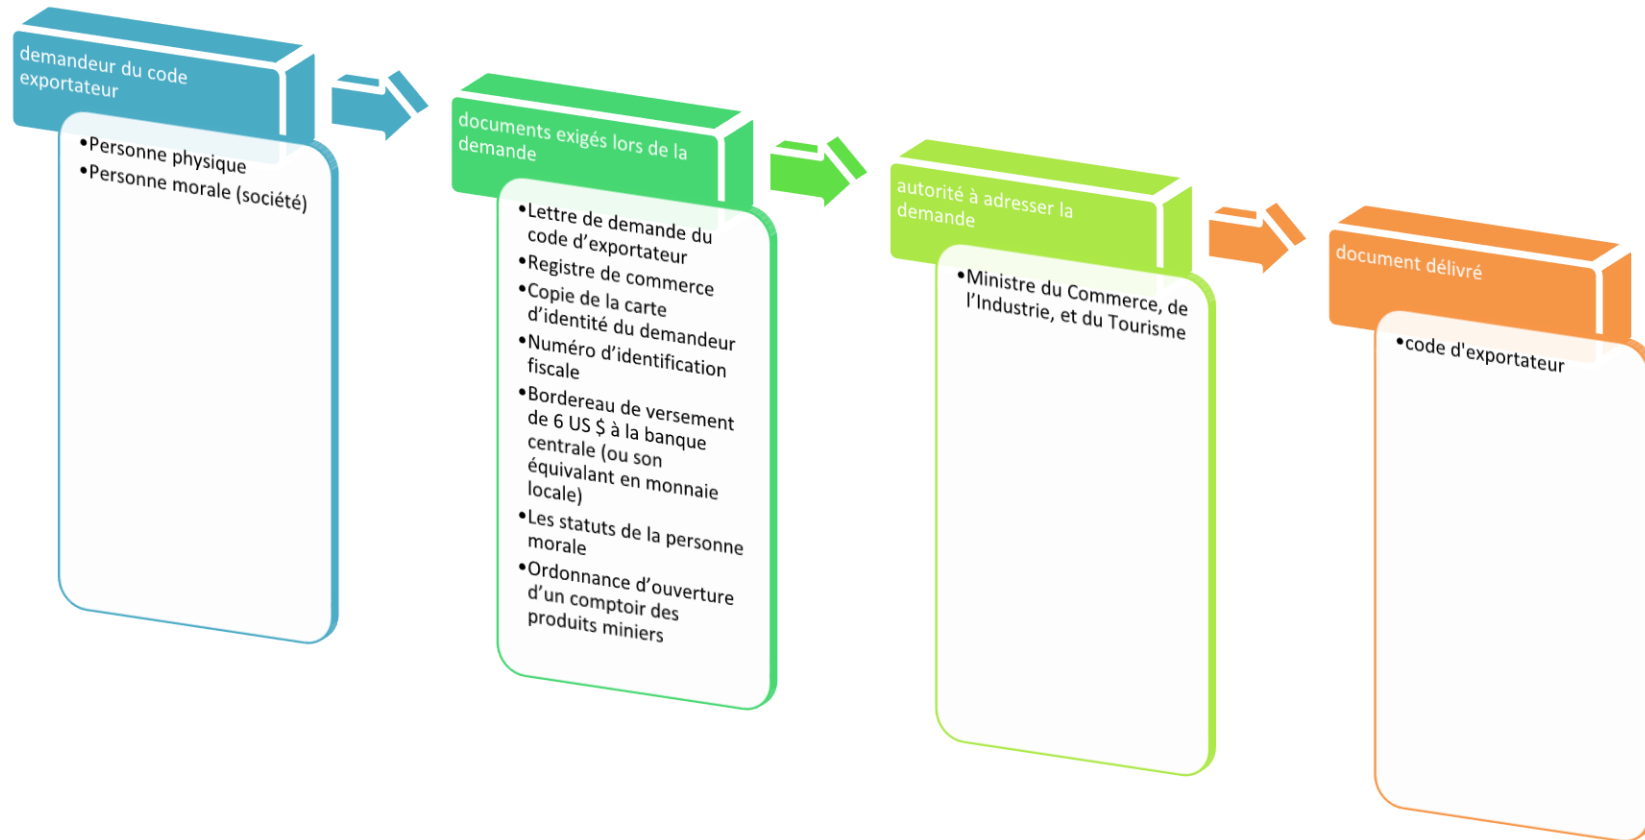 demandeur du code
exportateur
•Personne physique
•Personne morale (société)
documents exigés lors de la
demande
•Lettre de demande du
code d’exportateur
•Registre de commerce
•Copie de la carte
d’identité du demandeur
•Numéro d’identification
fiscale
•Bordereau de versement
de 6 US $ à la banque
centrale (ou son
équivalant en monnaie
locale)
•Les statuts de la personne
morale
•Ordonnance d’ouverture
d’un comptoir des
produits miniers
autorité à adresser la
demande
•Ministre du Commerce, de
l’Industrie, et du Tourisme
document délivré
•code d'exportateur